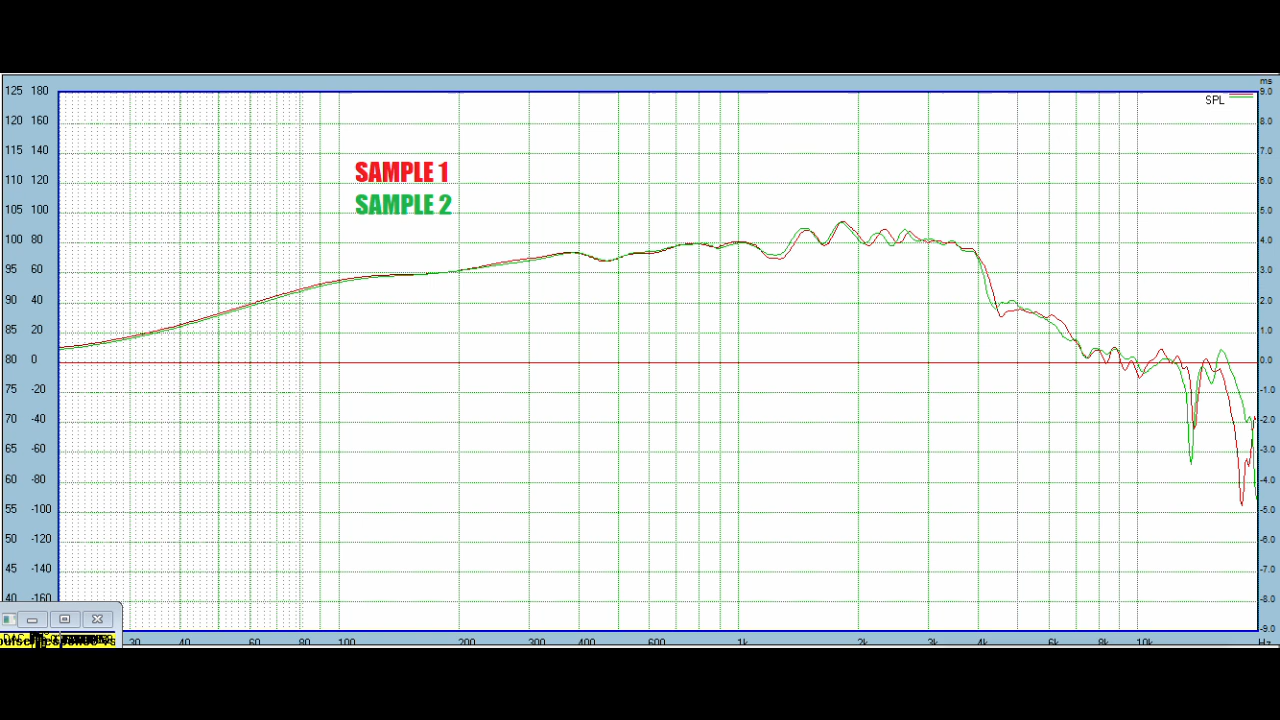 ms
125 180 9.0
SPL
120 160 8.0
115 140 7.0
SAMPLE 1
110 120 6.0
SAMPLE 2
105 100 5.0
100 80 4.0
95 60 3.0
90 40 2.0
85 20 1.0
80 0 0.0
75 -20 -1.0
70 -40 -2.0
65 -60 -3.0
60 -80 -4.0
55 -100 -5.0
50 -120 -6.0
45 -140 -7.0
40 -160 -8.0
-9.0
30 40 60 80 100 200 300 400 600 1k 2k 3k 4k 6k 8k 10k Hz